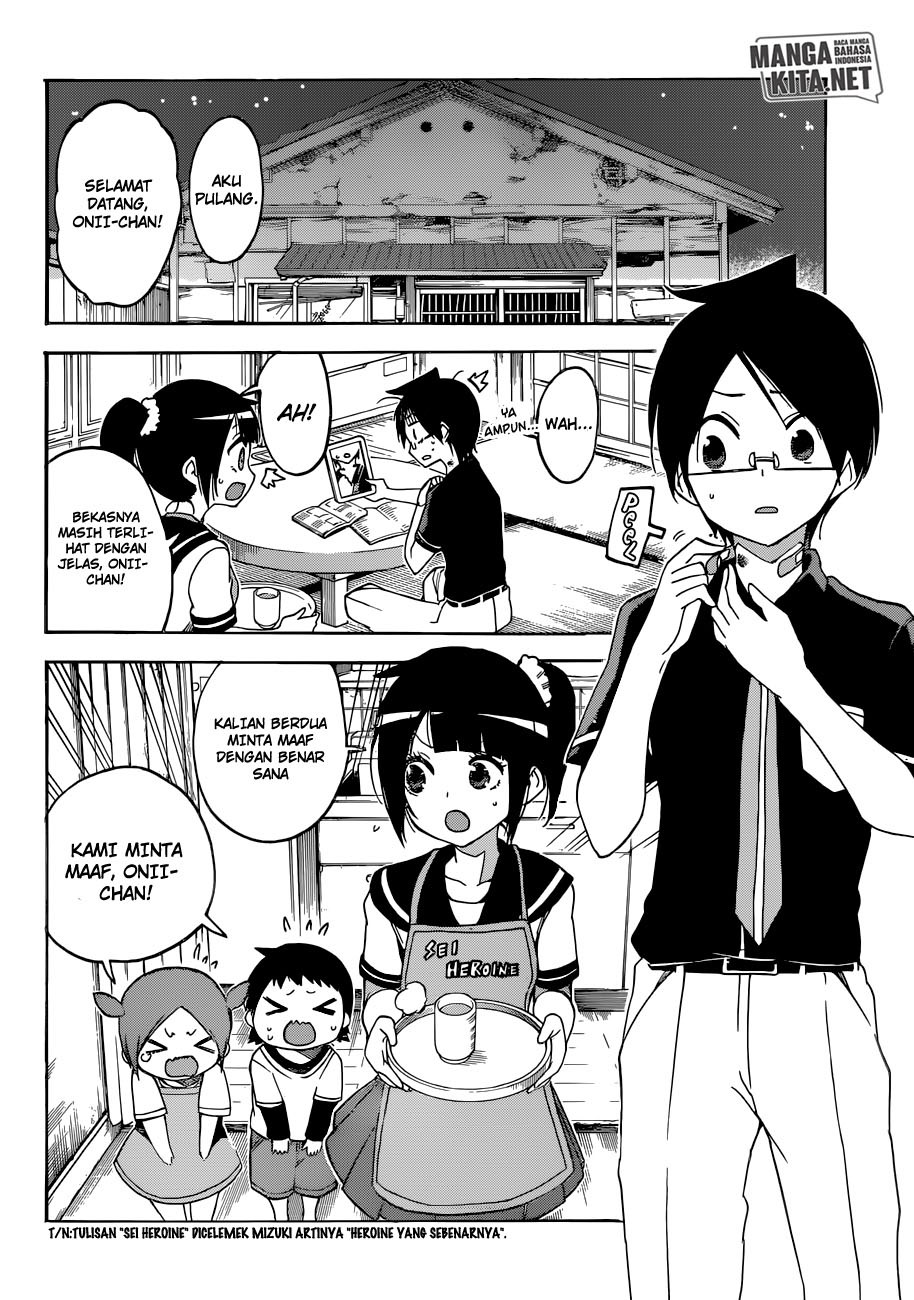 MANGA
BACA MANGA
BAHASA
INDONESIA
KITA.NET
AKU
PULANG.
SELAMAT
DATANG,
ONII-CHAN!
WAH...
YA
AMPUN...!
AH!
BEKASNYA
MASIH TERLI-
HAT DENGAN
JELAS, ONII-
CHAN!
PEEL
KALIAN BERDUA
MINTA MAAF
DENGAN BENAR
SANA
KAMI MINTA
MAAF, ONII-
CHAN!
SEI
HEROINE
T/N:TULISAN "SEI HEROINE" DICELEMEK MIZUKI ARTINYA "HEROINE YANG SEBENARNYA".